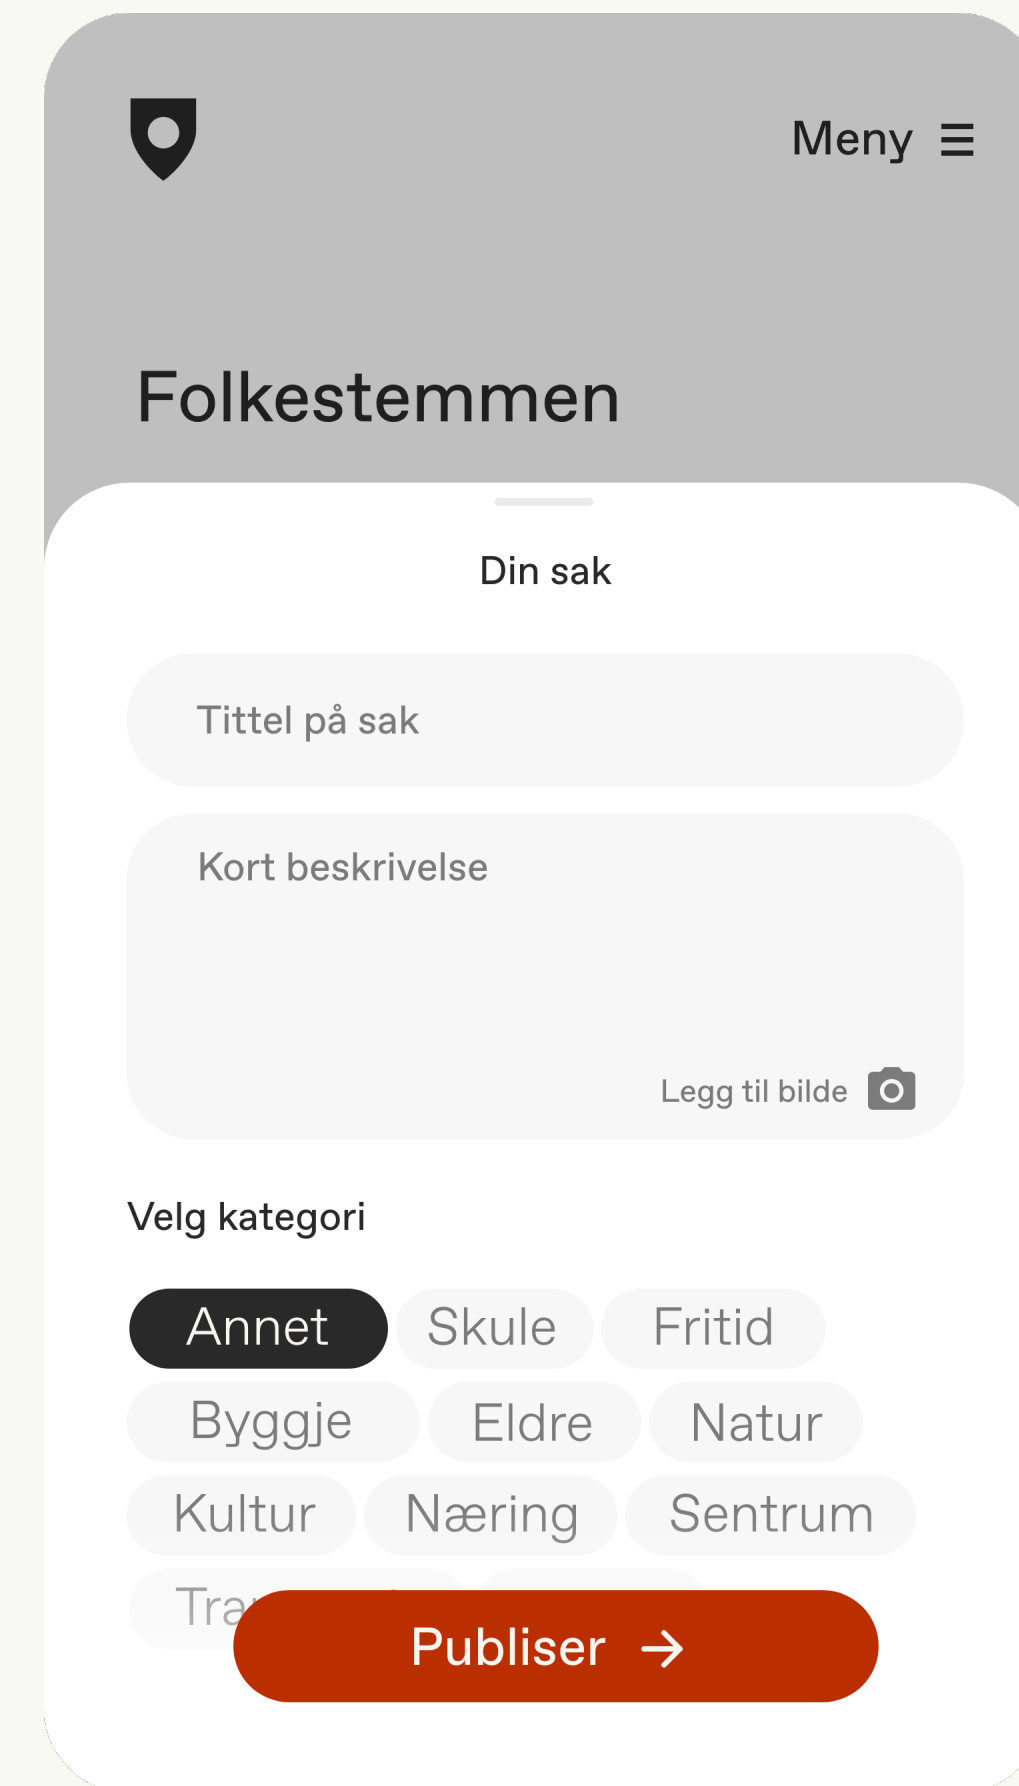 Meny
Folkestemmen
Din sak
Tittel på sak
Kort beskrivelse
Legg til bilde
Velg kategori
Annet Skule Fritid
Byggje Eldre Natur
Kultur Næring Sentrum
Publiser →